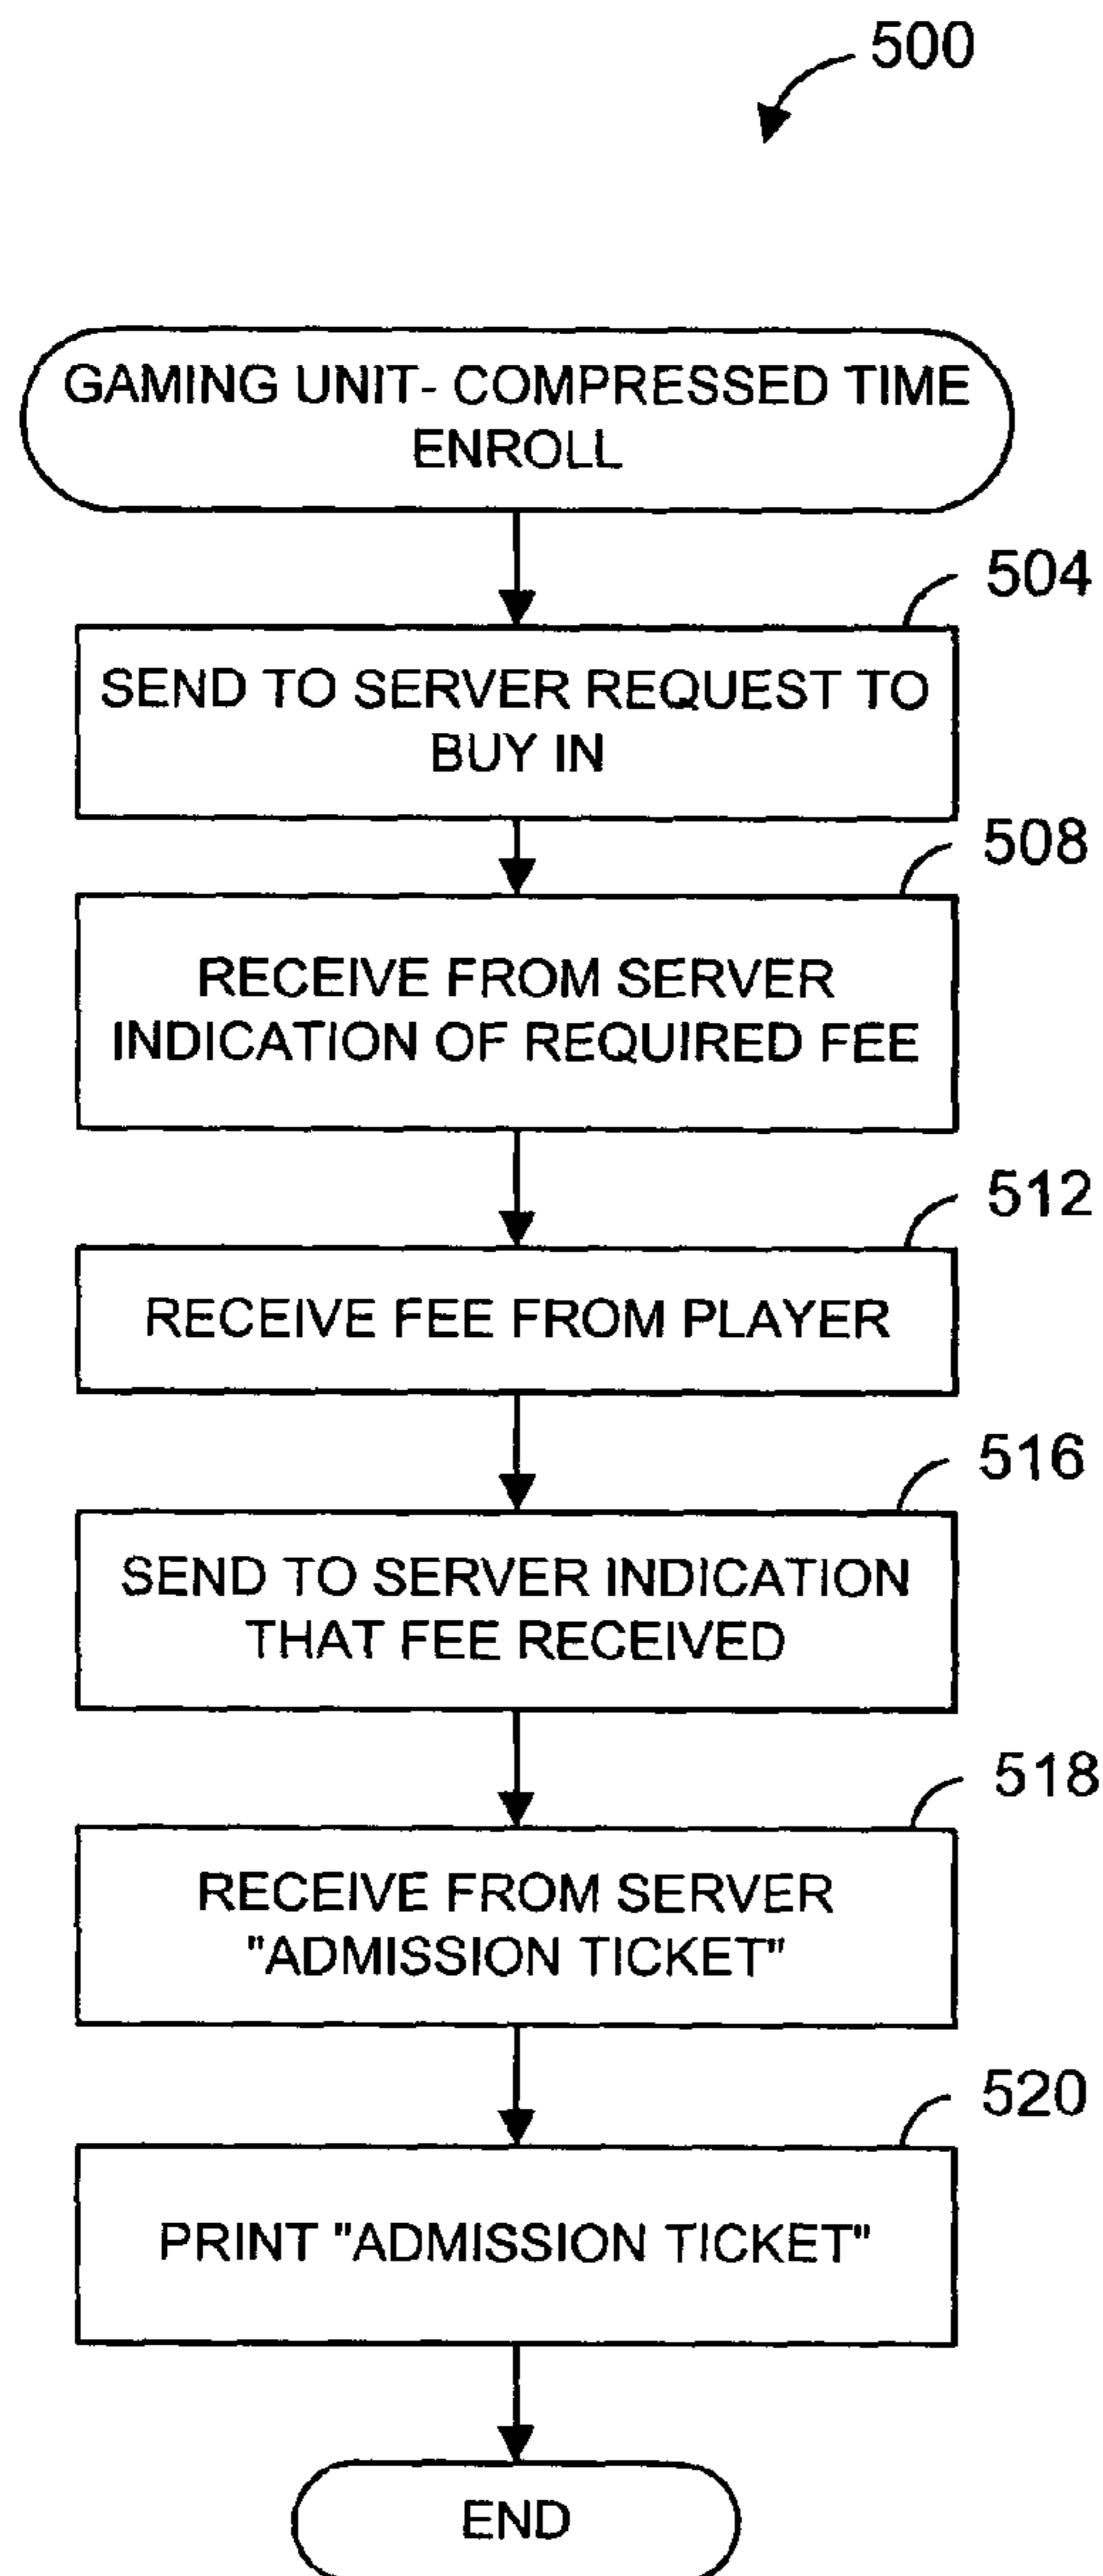 500
GAMING UNIT- COMPRESSED TIME
ENROLL
504
SEND TO SERVER REQUEST TO
BUY IN
508
RECEIVE FROM SERVER
INDICATION OF REQUIRED FEE
512
RECEIVE FEE FROM PLAYER
516
SEND TO SERVER INDICATION
THAT FEE RECEIVED
518
RECEIVE FROM SERVER
"ADMISSION TICKET"
520
PRINT "ADMISSION TICKET"
END